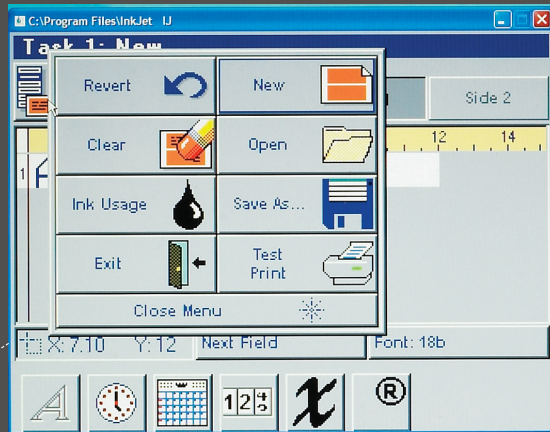 C:\Program Files\InkJet IJ
Task 1: New
Revert
New
Side 2
Clear
Open
12 14
1
Ink Usage
Save As...
Exit
Test
Print
Close Menu
X: 7.10 Y: 12
Next Field
Font: 18b
A
12
x
®